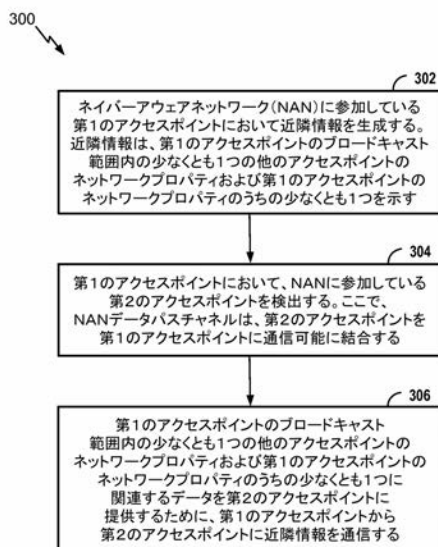 300
302
ネイバーアウェアネットワーク（NAN）に参加している
第1のアクセスポイントにおいて近隣情報を生成する。
近隣情報は、第1のアクセスポイントのブロードキャスト
範囲内の少なくとも1つの他のアクセスポイントの
ネットワークプロパティおよび第1のアクセスポイントの
ネットワークプロパティのうちの少なくとも1つを示す
304
第1のアクセスポイントにおいて、NANに参加している
第2のアクセスポイントを検出する。ここで、
NANデータパスチャネルは、第2のアクセスポイントを
第1のアクセスポイントに通信可能に結合する
306
第1のアクセスポイントのブロードキャスト
範囲内の少なくとも1つの他のアクセスポイントの
ネットワークプロパティおよび第1のアクセスポイントの
ネットワークプロパティのうちの少なくとも1つに
関連するデータを第2のアクセスポイントに
提供するために、第1のアクセスポイントから
第2のアクセスポイントに近隣情報を通信する